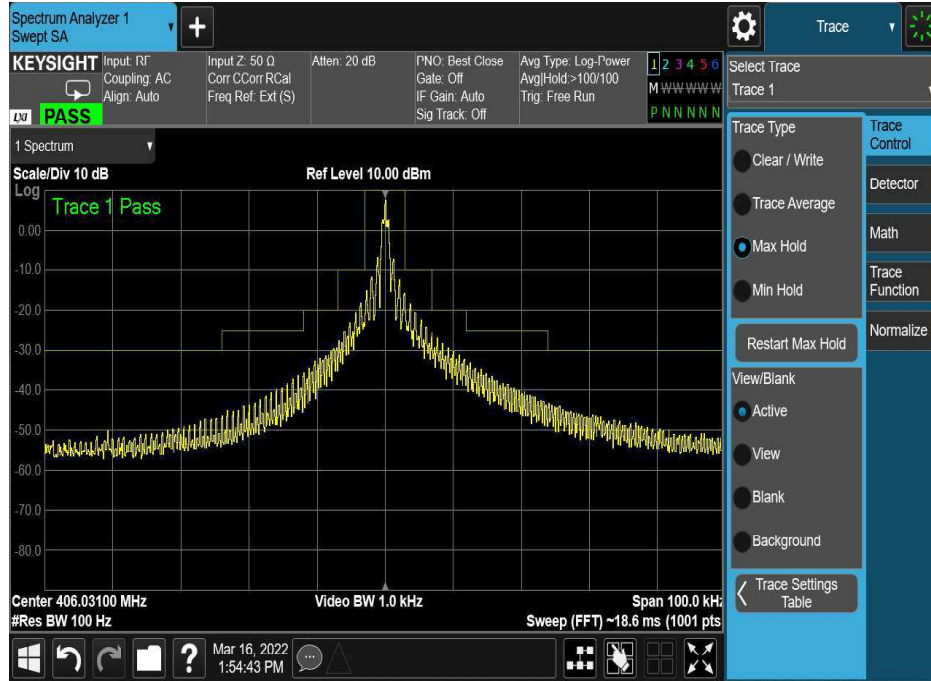 Spectrum Analyzer 1
Swept SA
+
Trace
KEYSIGHT
Input: RF
Coupling: AC
Align: Auto
Input Z: 50 Ω
Corr CCorr RCal
Freq Ref: Ext (S)
Atten: 20 dB
PNO: Best Close
Gate: Off
IF Gain: Auto
Sig Track: Off
Avg Type: Log-Power
Avg|Hold:>100/100
Trig: Free Run
1 2 3 4 5 6
M W W W W W
P N N N N N
LXI
PASS
Select Trace
Trace 1
1 Spectrum
Scale/Div 10 dB
Ref Level 10.00 dBm
Log
Trace 1 Pass
0.00
-10.0
-20.0
-30.0
-40.0
-50.0
-60.0
-70.0
-80.0
Center 406.03100 MHz
Video BW 1.0 kHz
Span 100.0 kHz
#Res BW 100 Hz
Sweep (FFT) ~18.6 ms (1001 pts
Trace Type
Clear / Write
Trace Average
Max Hold
Min Hold
Restart Max Hold
View/Blank
Active
View
Blank
Background
Trace Settings
Table
Trace
Control
Detector
Math
Trace
Function
Normalize
?
Mar 16, 2022
1:54:43 PM